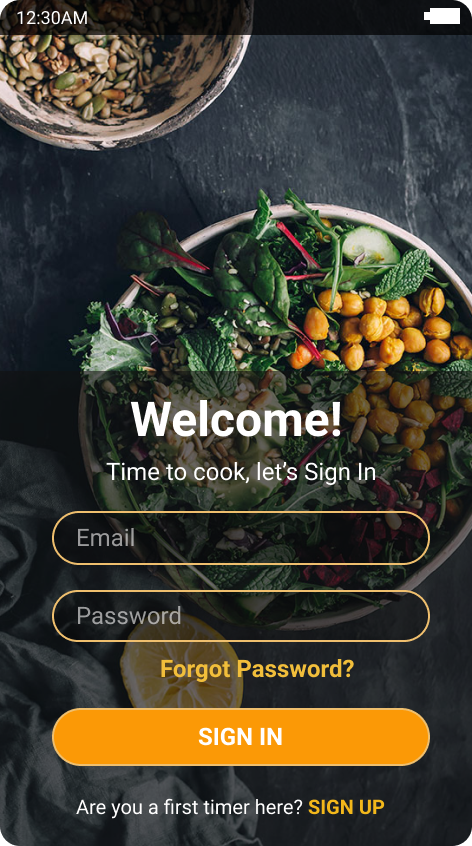 12:30AM
Welcome!
Time to cook, let’s Sign In
Email
Password
Forgot Password?
SIGN IN
Are you a first timer here? SIGN UP